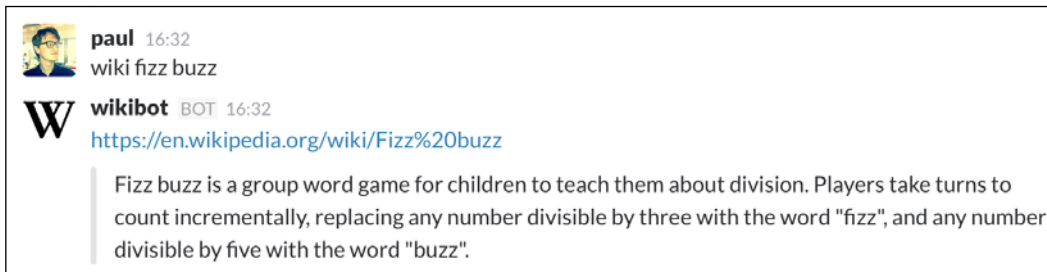 paul 16:32
wiki fizz buzz
W wikibot BOT 16:32
https://en.wikipedia.org/wiki/Fizz%20buzz
Fizz buzz is a group word game for children to teach them about division. Players take turns to
count incrementally, replacing any number divisible by three with the word "fizz", and any number
divisible by five with the word "buzz".